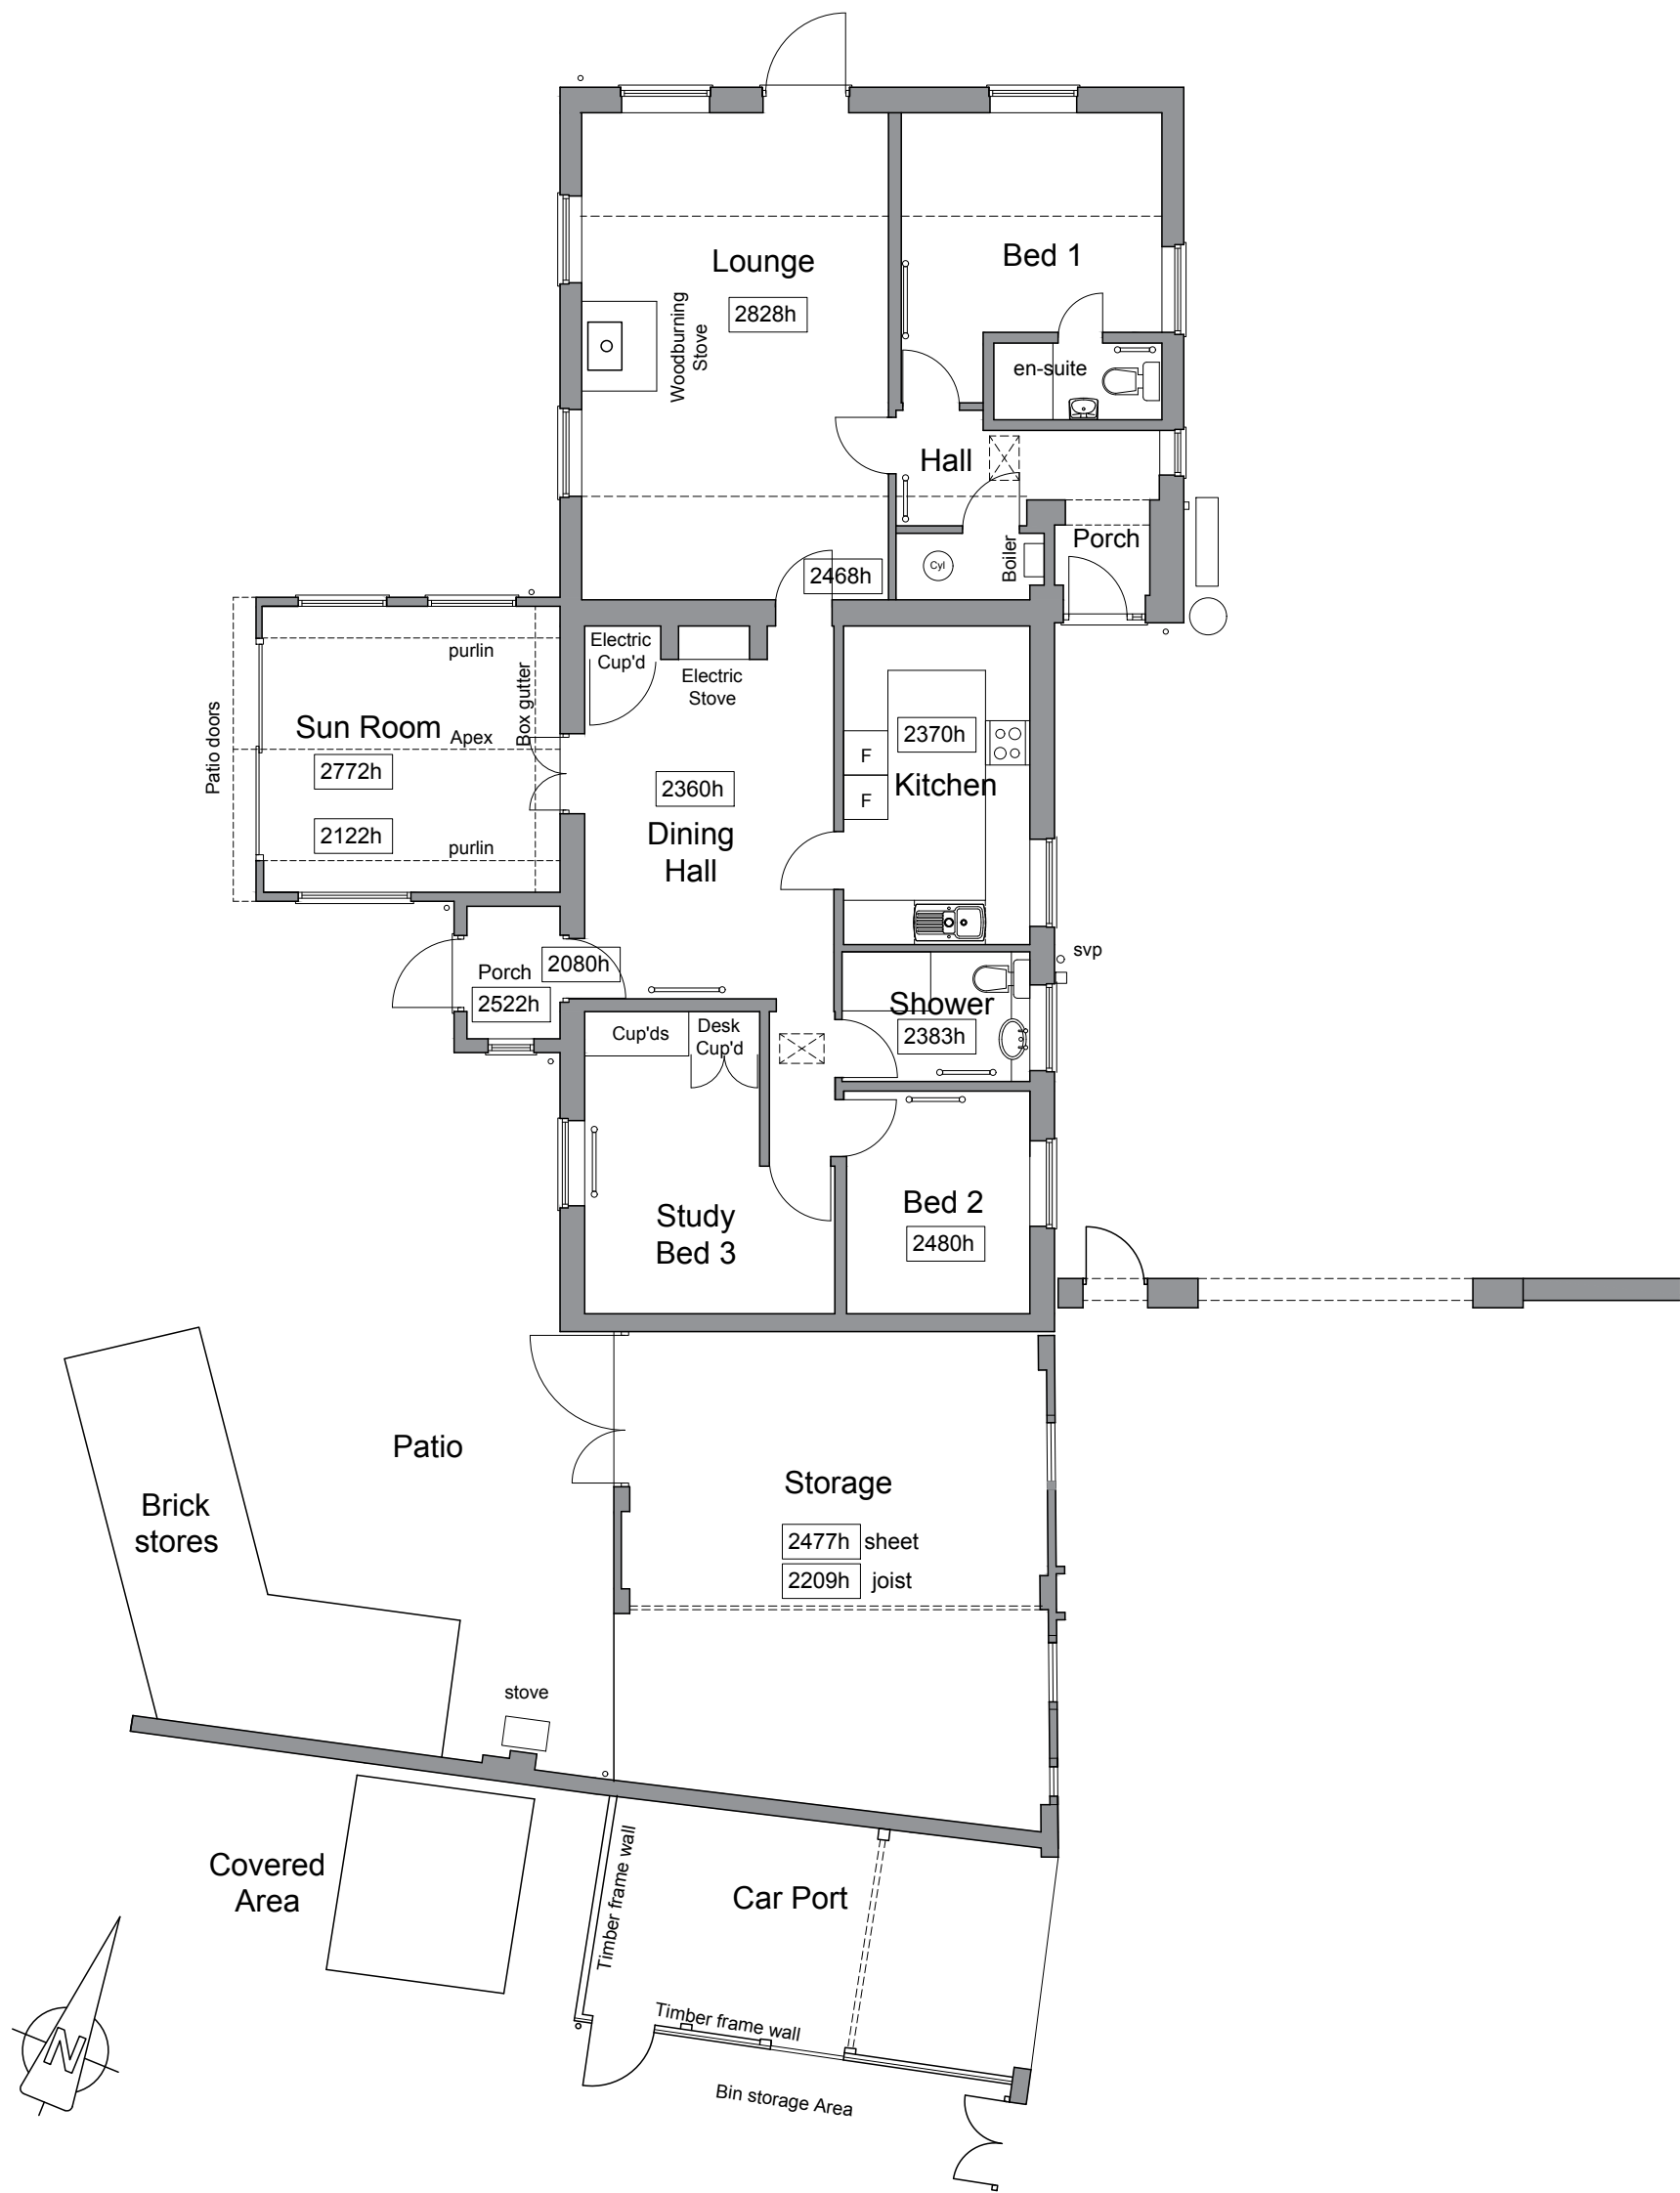 Lounge
2828h
Woodburning
Stove
Bed 1
en-suite
Hall
X
2468h
Cyl
Boiler
Porch
Electric
Cup'd
Electric
Stove
purlin
Box gutter
Patio doors
Sun Room
Apex
2772h
2122h
purlin
2360h
Dining
Hall
2370h
F
Kitchen
F
svp
Porch
2080h
2522h
Shower
2383h
Cup'ds
Desk
Cup'd
X
Study
Bed 3
Bed 2
2480h
Patio
Brick
stores
Storage
2477h sheet
2209h joist
stove
Covered
Area
Timber frame wall
Car Port
Timber frame wall
Bin storage Area
N